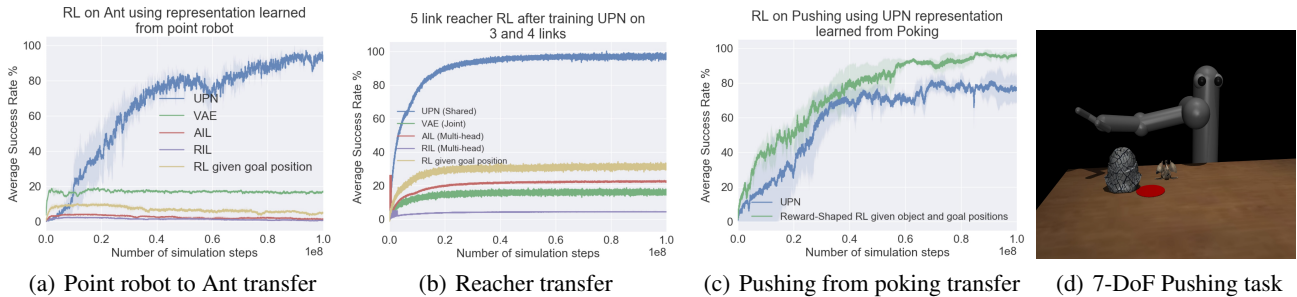 RL on Ant using representation learned
from point robot
Average Success Rate %
100
80
60
40
20
0
UPN
VAE
AIL
RIL
RL given goal position
0.0 0.2 0.4 0.6 0.8 1.0
1e8
Number of simulation steps
(a) Point robot to Ant transfer
5 link reacher RL after training UPN on
3 and 4 links
Average Success Rate %
100
80
60
40
20
0
UPN (Shared)
VAE (Joint)
AIL (Multi-head)
RIL (Multi-head)
RL given goal position
0.0 0.2 0.4 0.6 0.8 1.0
1e8
Number of simulation steps
(b) Reacher transfer
RL on Pushing using UPN representation
learned from Poking
Average Success Rate %
100
80
60
40
20
0
UPN
Reward-Shaped RL given object and goal positions
0.0 0.2 0.4 0.6 0.8 1.0
1e8
Number of simulation steps
(c) Pushing from poking transfer
(d) 7-DoF Pushing task